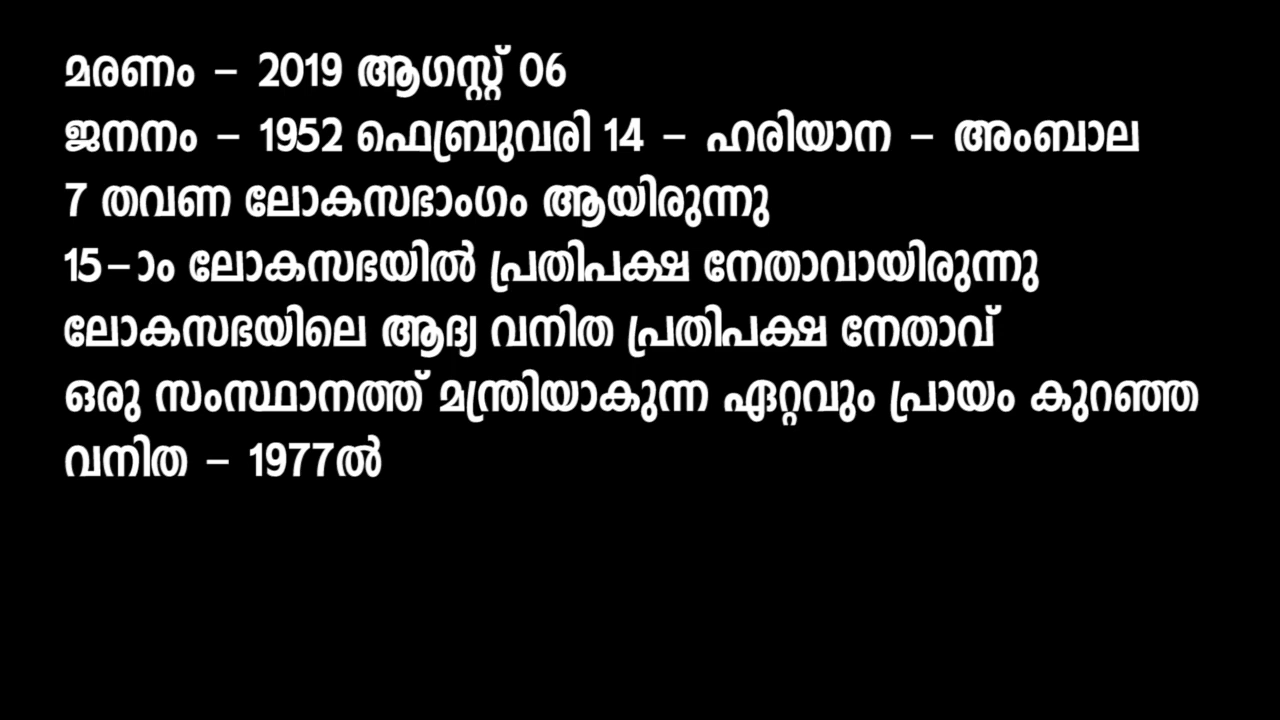 മരണം - 2019 ആഗസ്റ്റ് 06
ജനനം - 1952 ഫെബ്രുവരി 14 - ഹരിയാന - അംബാല
7 തവണ ലോകസഭാംഗം ആയിരുന്നു
15-ാം ലോകസഭയിൽ പ്രതിപക്ഷ നേതാവായിരുന്നു
ലോകസഭയിലെ ആദ്യ വനിത പ്രതിപക്ഷ നേതാവ്
ഒരു സംസ്ഥാനത്ത് മന്ത്രിയാകുന്ന ഏറ്റവും പ്രായം കുറഞ്ഞ
വനിത - 1977ൽ